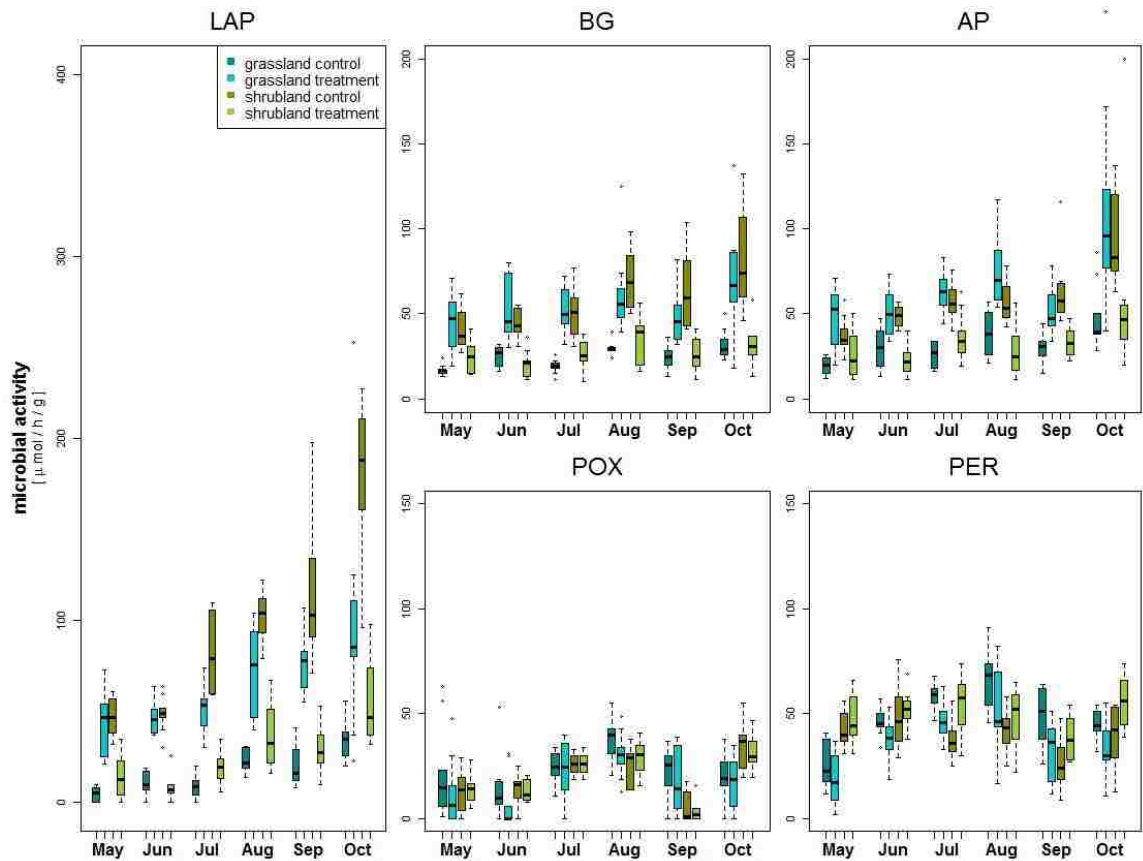 LAP
BG
AP
grassland control
grassland treatment
shrubland control
shrubland treatment
400
300
200
100
0
200
150
100
50
0
200
150
100
50
0
microbial activity
[ μ mol / h / g ]
May Jun Jul Aug Sep Oct
May Jun Jul Aug Sep Oct
POX
PER
150
100
50
0
150
100
50
0
May Jun Jul Aug Sep Oct
May Jun Jul Aug Sep Oct
May Jun Jul Aug Sep Oct